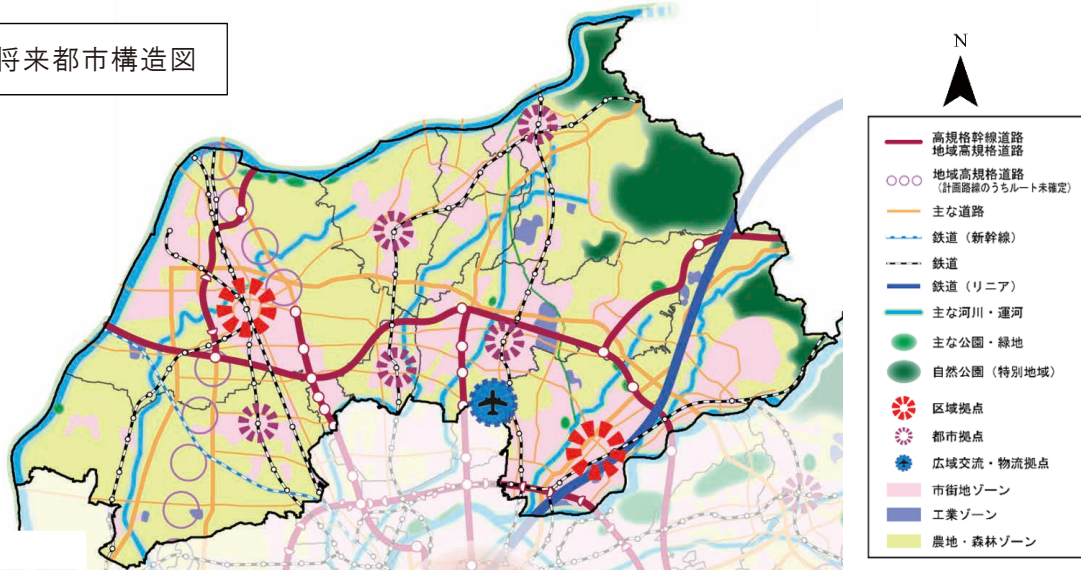 将来都市構造図
N
高規格幹線道路
地域高規格道路
地域高規格道路
（計画路線のうちルート未確定）
主な道路
鉄道（新幹線）
鉄道
鉄道（リニア）
主な河川・運河
主な公園・緑地
自然公園（特別地域）
区域拠点
都市拠点
広域交流・物流拠点
市街地ゾーン
工業ゾーン
農地・森林ゾーン